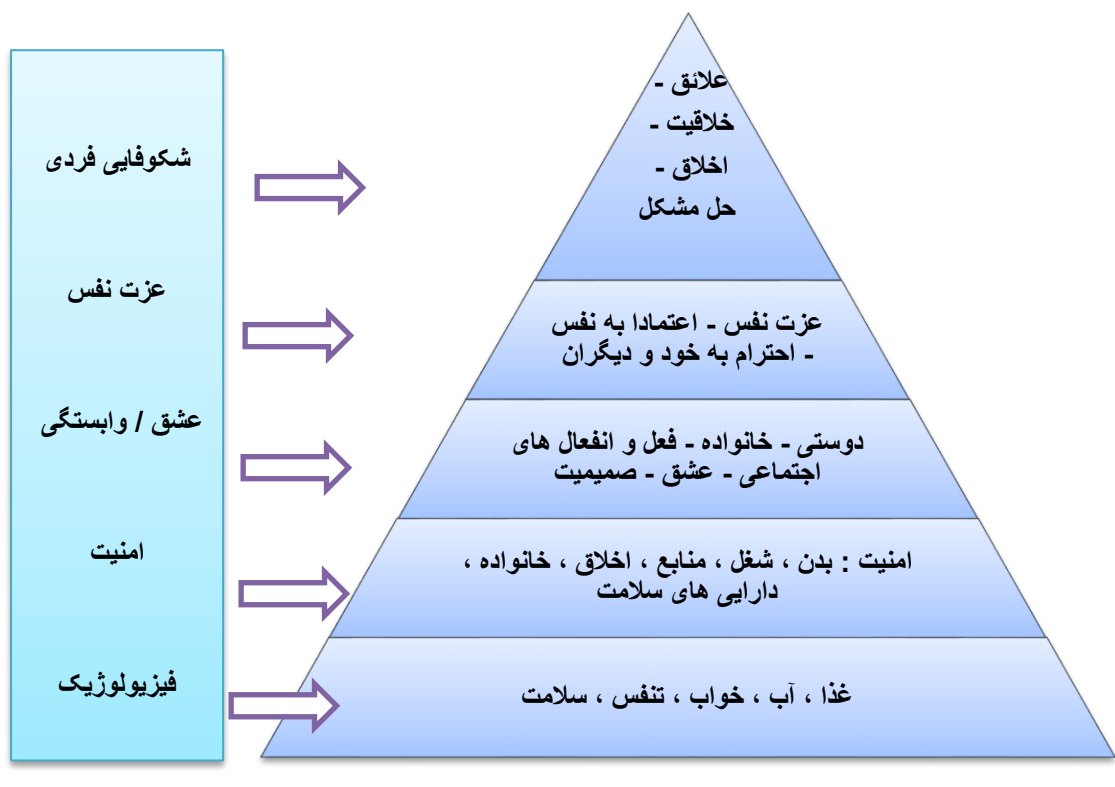 شکوفایی فردی
عزت نفس
عشق / وابستگی
امنیت
فیزیولوژیک
علائق -
خلاقیت -
اخلاق -
حل مشکل
عزت نفس - اعتمادا به نفس
- احترام به خود و دیگران
دوستی - خانواده - فعل و انفعال های
اجتماعی - عشق - صمیمیت
امنیت : بدن ، شغل ، منابع ، اخلاق ، خانواده ،
دارایی های سلامت
غذا ، آب ، خواب ، تنفس ، سلامت